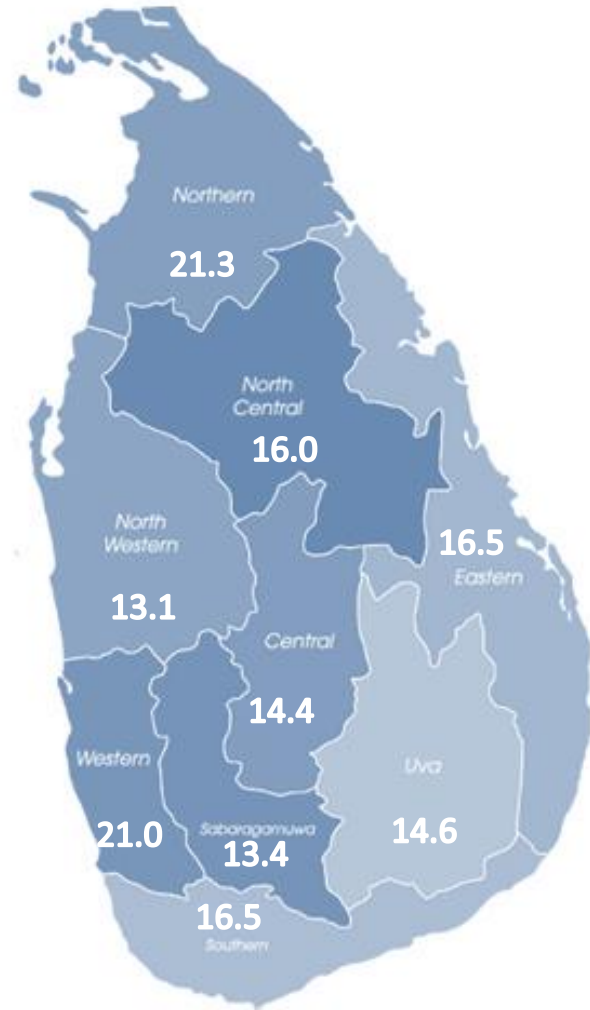 Northern
21.3
North
Central
16.0
North
Western
13.1
16.5
Eastern
Central
14.4
Western
21.0
Uva
14.6
Sabaragamuwa
13.4
16.5
Southern